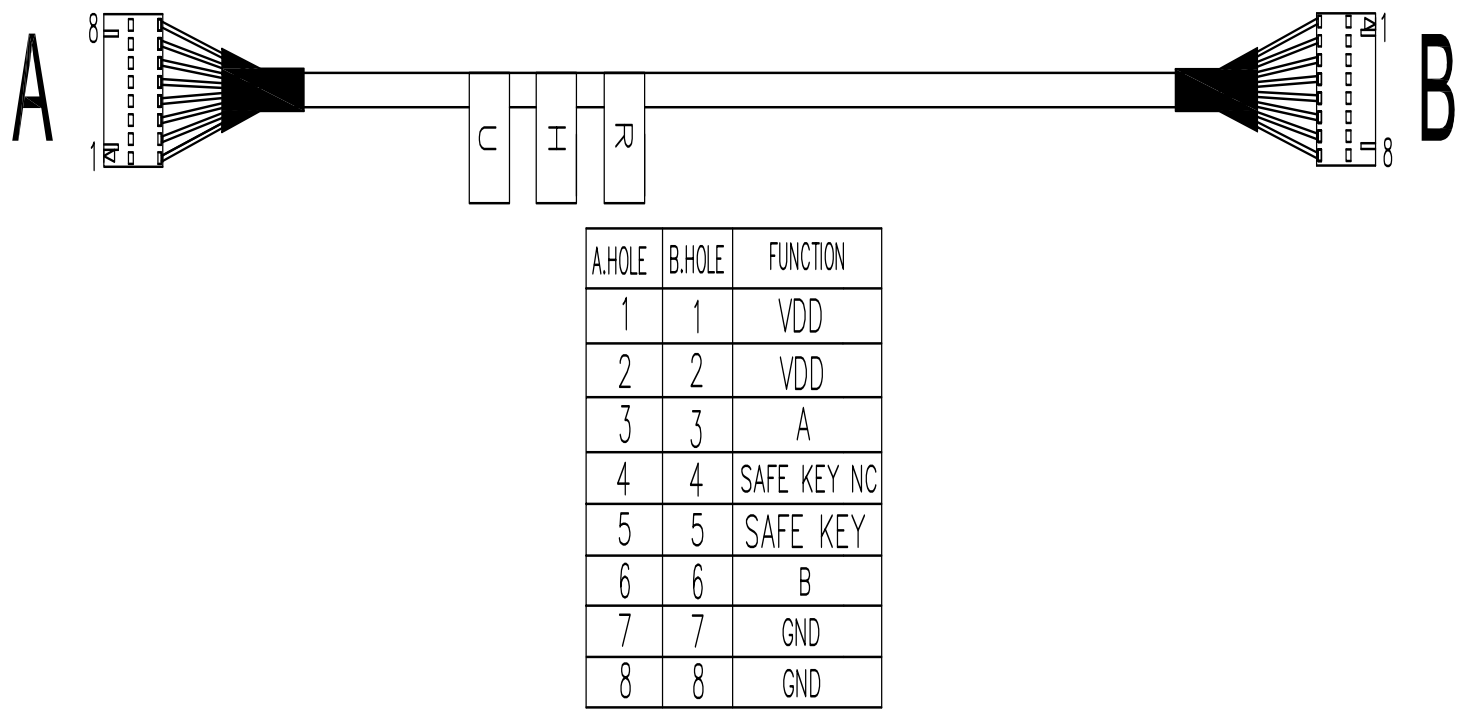 A
8
1
U
H
R
1
8
B
A.HOLE B.HOLE FUNCTION
1 1 VDD
2 2 VDD
3 3 A
4 4 SAFE KEY NC
5 5 SAFE KEY
6 6 B
7 7 GND
8 8 GND